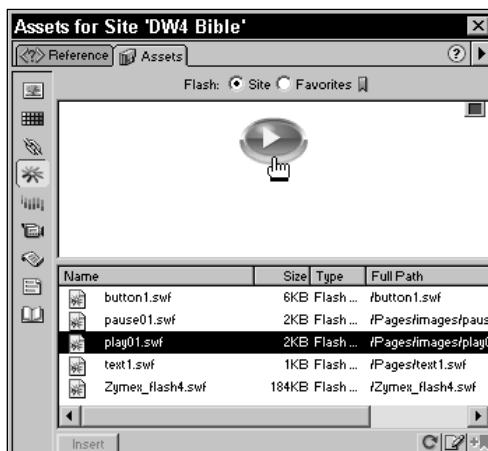 Assets for Site 'DW4 Bible'
<?> Reference Assets ?
Flash: Site Favorites
Name Size Type Full Path
button1.swf 6KB Flash ... /button1.swf
pause01.swf 2KB Flash ... /Pages/images/paus
play01.swf 2KB Flash ... /Pages/images/play0
text1.swf 1KB Flash ... /Pages/text1.swf
Zymex_flash4.swf 184KB Flash ... /Zymex_flash4.swf
Insert